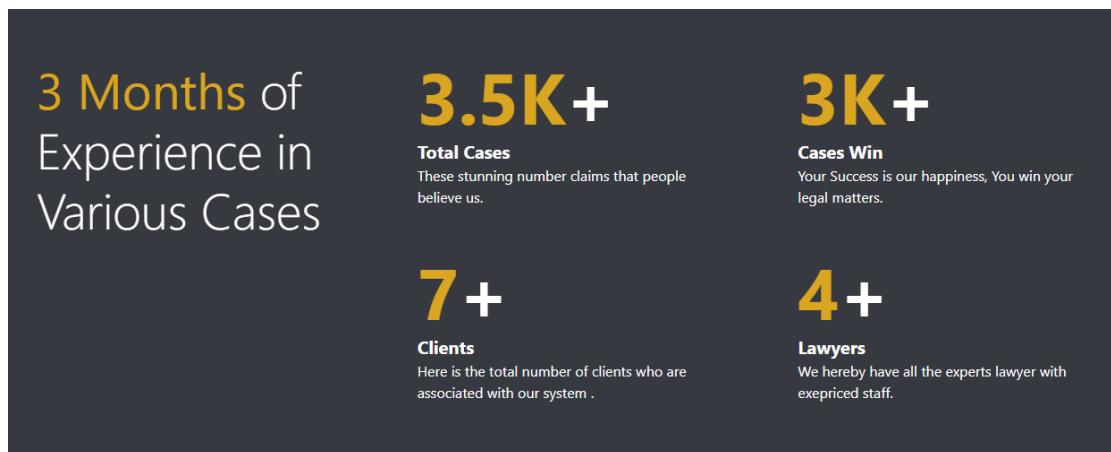 3 Months of
Experience in
Various Cases
3.5K+
Total Cases
These stunning number claims that people
believe us.
3K+
Cases Win
Your Success is our happiness, You win your
legal matters.
7+
Clients
Here is the total number of clients who are
associated with our system .
4+
Lawyers
We hereby have all the experts lawyer with
exepriced staff.